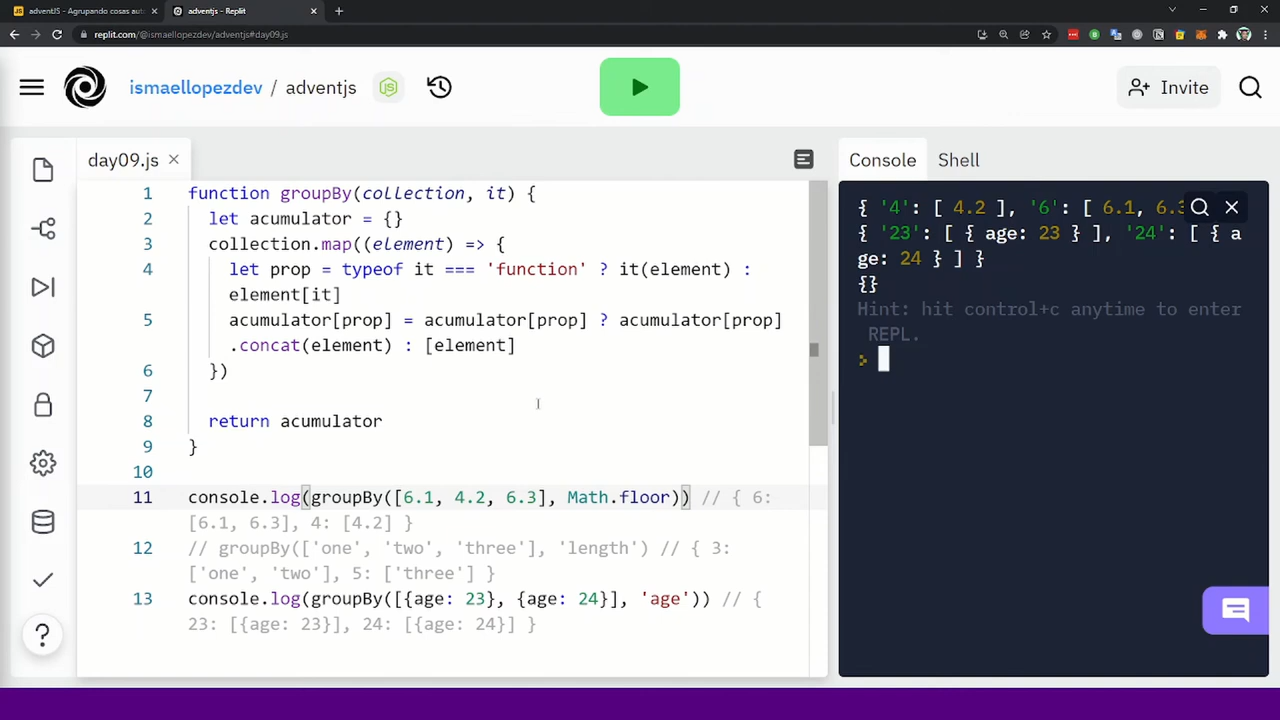 adventJS - Agrupando cosas aut
adventjs - Replit
replit.com/@ismaellopezdev/adventjs#day09.js
ismaellopezdev / adventjs
Invite
day09.js
Console
Shell
1 function groupBy(collection, it) {
2 let acumulator = {}
3 collection.map((element) => {
4 let prop = typeof it === 'function' ? it(element) :
element[it]
5 acumulator[prop] = acumulator[prop] ? acumulator[prop]
.concat(element) : [element]
6 })
7
8 return acumulator
9 }
10
11 console.log(groupBy([6.1, 4.2, 6.3], Math.floor)) // { 6:
[6.1, 6.3], 4: [4.2] }
12 // groupBy(['one', 'two', 'three'], 'length') // { 3:
['one', 'two'], 5: ['three'] }
13 console.log(groupBy([{age: 23}, {age: 24}], 'age')) // {
23: [{age: 23}], 24: [{age: 24}] }
{ '4': [ 4.2 ], '6': [ 6.1, 6.3
{ '23': [ { age: 23 } ], '24': [ { a
ge: 24 } ] }
{}
Hint: hit control+c anytime to enter
REPL.
>
?